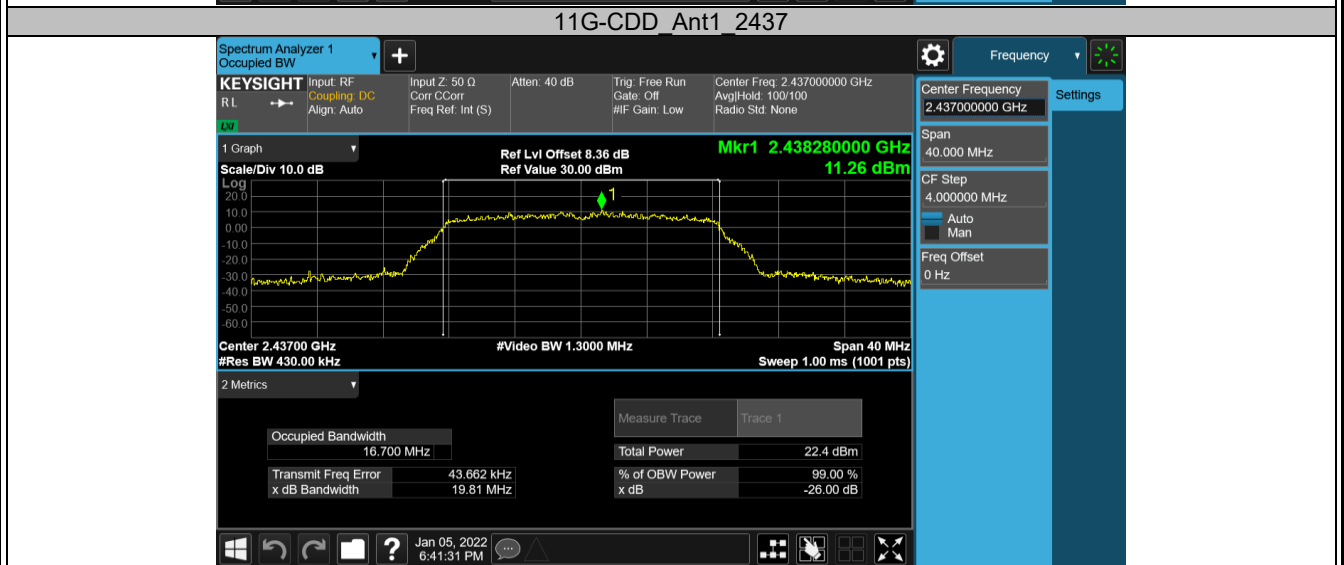 11G-CDD_Ant1_2437
Spectrum Analyzer 1
Occupied BW
Frequency
KEYSIGHT
RL
LXI
Input: RF
Coupling: DC
Align: Auto
Input Z: 50 Ω
Corr CCorr
Freq Ref: Int (S)
Atten: 40 dB
Trig: Free Run
Gate: Off
#IF Gain: Low
Center Freq: 2.437000000 GHz
Avg|Hold: 100/100
Radio Std: None
Center Frequency
2.437000000 GHz
Settings
Span
40.000 MHz
CF Step
4.000000 MHz
Auto
Man
Freq Offset
0 Hz
1 Graph
Scale/Div 10.0 dB
Ref Lvl Offset 8.36 dB
Ref Value 30.00 dBm
Mkr1 2.438280000 GHz
11.26 dBm
Log
20.0
10.0
0.00
-10.0
-20.0
-30.0
-40.0
-50.0
-60.0
1
Center 2.43700 GHz
#Res BW 430.00 kHz
#Video BW 1.3000 MHz
Span 40 MHz
Sweep 1.00 ms (1001 pts)
2 Metrics
Measure Trace Trace 1
Occupied Bandwidth
16.700 MHz
Total Power 22.4 dBm
Transmit Freq Error 43.662 kHz
% of OBW Power 99.00 %
x dB Bandwidth 19.81 MHz
x dB -26.00 dB
?
Jan 05, 2022
6:41:31 PM